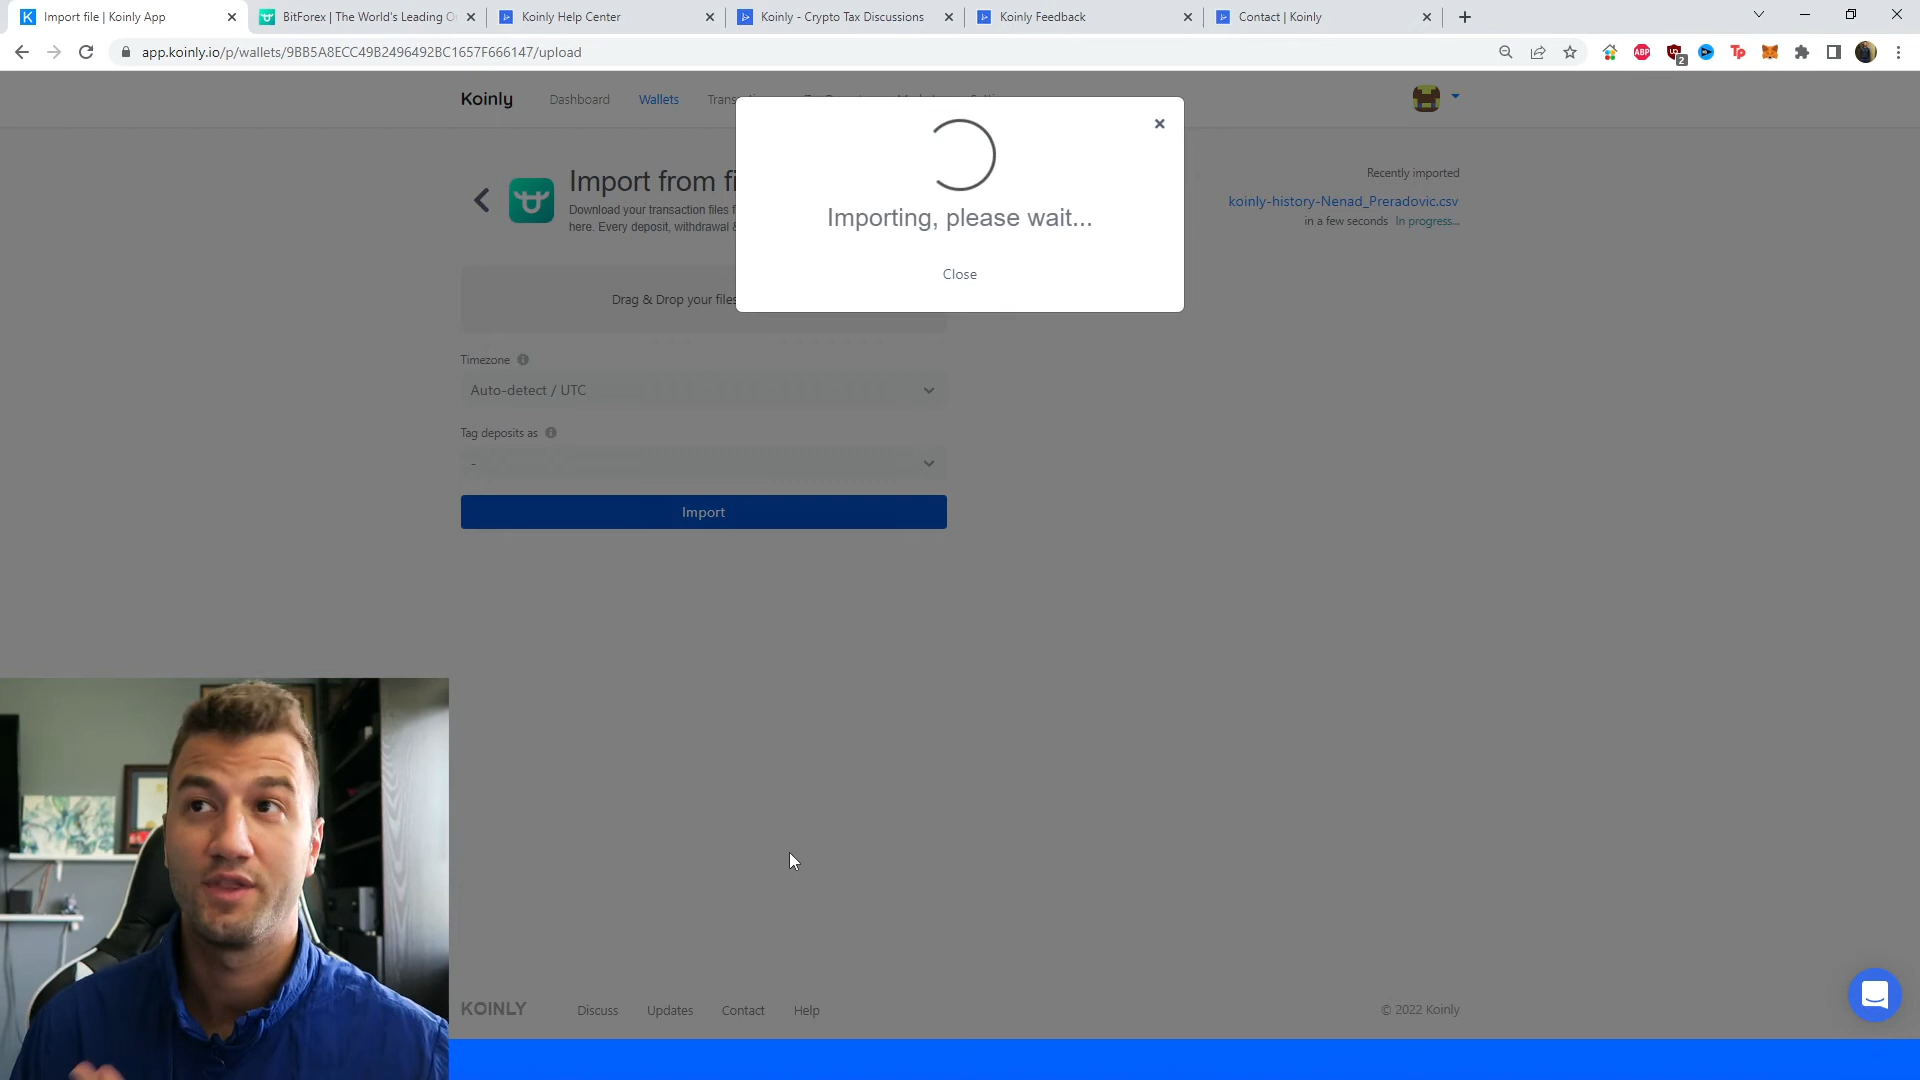 Import file | Koinly App
BitForex | The World's Leading O
Koinly Help Center
Koinly - Crypto Tax Discussions
Koinly Feedback
Contact | Koinly
app.koinly.io/p/wallets/9BB5A8ECC49B2496492BC1657F666147/upload
ABP
2
Tp
Koinly
Dashboard
Wallets
Importing, please wait...
Close
Import from fi
Download your transaction files f
here. Every deposit, withdrawal &
Recently imported
koinly-history-Nenad_Preradovic.csv
in a few seconds In progress...
Drag & Drop your files
Timezone
Auto-detect / UTC
Tag deposits as
-
Import
KOINLY
Discuss
Updates
Contact
Help
© 2022 Koinly